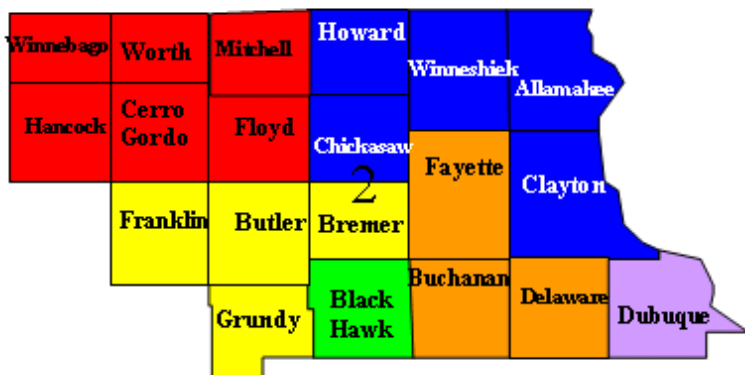 Winnebago
Worth
Mitchell
Howard
Winneshiek
Allamakee
Hancock
Cerro
Gordo
Floyd
Chickasaw
Fayette
Clayton
2
Franklin
Butler
Bremer
Grundy
Black
Hawk
Buchanan
Delaware
Dubuque